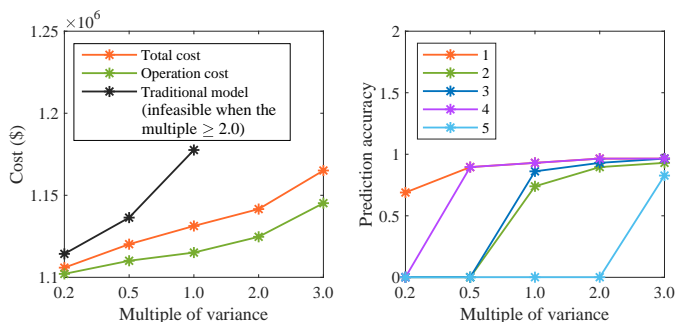 ×10⁶
1.25
1.2
1.15
1.1
Cost ($)
Total cost
Operation cost
Traditional model
(infeasible when the
multiple ≥ 2.0)
0.2 0.5 1.0 2.0 3.0
Multiple of variance
2
1.5
1
0.5
0
Prediction accuracy
1
2
3
4
5
0.2 0.5 1.0 2.0 3.0
Multiple of variance